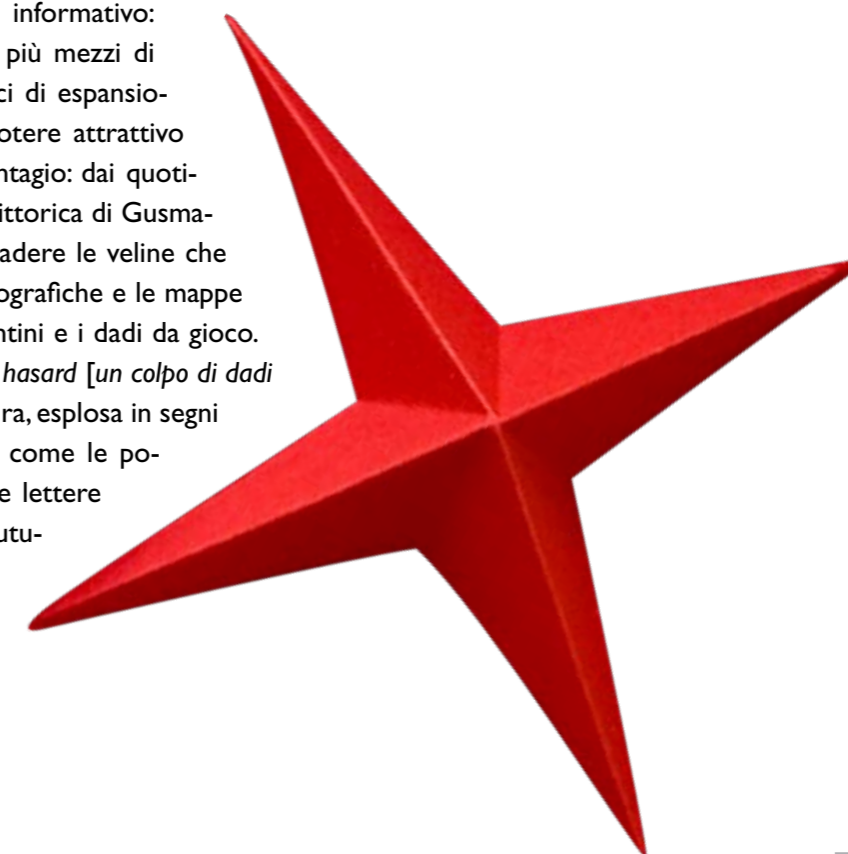 informativo:
più mezzi di
ci di espansio-
otere attrattivo
ntagio: dai quoti-
ittorica di Gusma-
adere le veline che
ografiche e le mappe
ntini e i dadi da gioco.
hasard [un colpo di dadi
ra, esplosa in segni
come le po-
e lettere
utu-